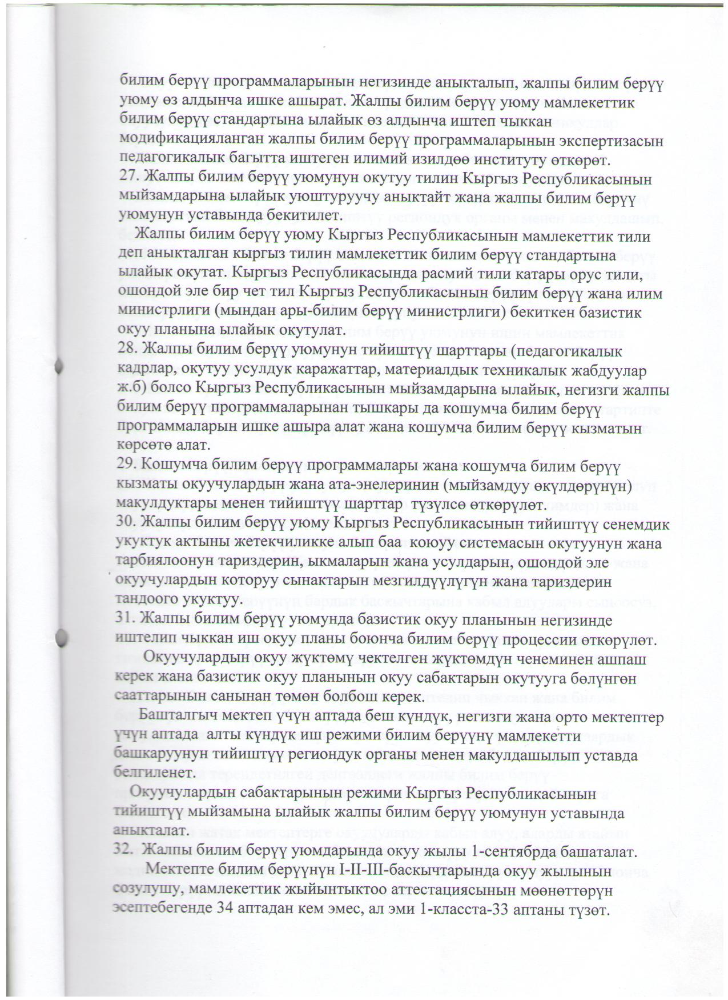 билим берүү программаларынын негизинде аныкталып, жалпы билим берүү
уюму өз алдынча ишке ашырат. Жалпы билим берүү уюму мамлекеттик
билим берүү стандартына ылайык өз алдынча иштеп чыккан
модификацияланган жалпы билим берүү программаларынын экспертизасын
педагогикалык багытта иштеген илимий изилдөө институту өткөрөт.
27. Жалпы билим берүү уюмунун окутуу тилин Кыргыз Республикасынын
мыйзамдарына ылайык уюштуруучу аныктайт жана жалпы билим берүү
уюмунун уставында бекитилет.
Жалпы билим берүү уюму Кыргыз Республикасынын мамлекеттик тили
деп аныкталган кыргыз тилин мамлекеттик билим берүү стандартына
ылайык окутат. Кыргыз Республикасында расмий тили катары орус тили,
ошондой эле бир чет тил Кыргыз Республикасынын билим берүү жана илим
министрлиги (мындан ары-билим берүү министрлиги) бекиткен базистик
окуу планына ылайык окутулат.
28. Жалпы билим берүү уюмунун тийиштүү шарттары (педагогикалык
кадрлар, окутуу усулдук каражаттар, материалдык техникалык жабдуулар
ж.б) болсо Кыргыз Республикасынын мыйзамдарына ылайык, негизги жалпы
билим берүү программаларынан тышкары да кошумча билим берүү
программаларын ишке ашыра алат жана кошумча билим берүү кызматын
көрсөтө алат.
29. Кошумча билим берүү программалары жана кошумча билим берүү
кызматы окуучулардын жана ата-энелеринин (мыйзамдуу өкүлдөрүнүн)
макулдуктары менен тийиштүү шарттар  түзүлсө өткөрүлөт.
30. Жалпы билим берүү уюму Кыргыз Республикасынын тийиштүү сенемдик
укуктук актыны жетекчиликке алып баа  коюуу системасын окутуунун жана
тарбиялоонун тариздерин, ыкмаларын жана усулдарын, ошондой эле
окуучулардын которуу сынактарын мезгилдүүлүгүн жана тариздерин
тандоого укуктуу.
31. Жалпы билим берүү уюмунда базистик окуу планынын негизинде
иштелип чыккан иш окуу планы боюнча билим берүү процессии өткөрүлөт.
Окуучулардын окуу жүктөмү чектелген жүктөмдүн ченеминен ашпаш
керек жана базистик окуу планынын окуу сабактарын окутууга бөлүнгөн
сааттарынын санынан төмөн болбош керек.
Башталгыч мектеп үчүн аптада беш күндүк, негизги жана орто мектептер
үчүн аптада  алты күндүк иш режими билим берүүнү мамлекетти
башкаруунун тийиштүү региондук органы менен макулдашылып уставда
белгиленет.
Окуучулардын сабактарынын режими Кыргыз Республикасынын
тийиштүү мыйзамына ылайык жалпы билим берүү уюмунун уставында
аныкталат.
32.  Жалпы билим берүү уюмдарында окуу жылы 1-сентябрда башаталат.
Мектепте билим берүүнүн I-II-III-баскычтарында окуу жылынын
созулушу, мамлекеттик жыйынтыктоо аттестациясынын мөөнөттөрүн
эсептебегенде 34 аптадан кем эмес, ал эми 1-класста-33 аптаны түзөт.